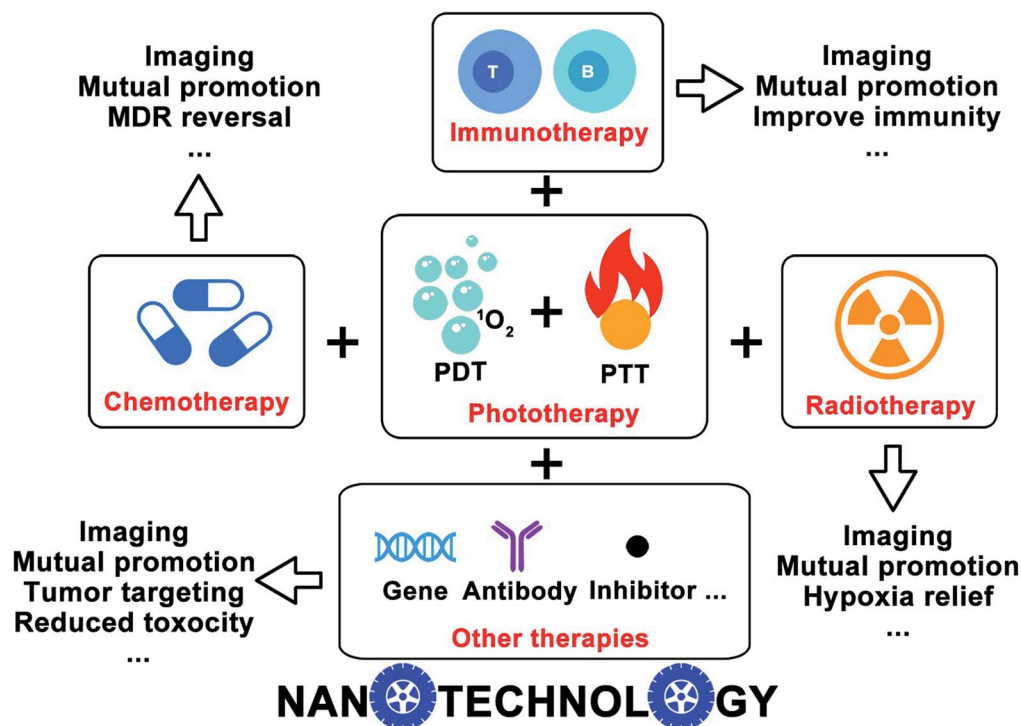 Imaging
Mutual promotion
MDR reversal
...
T
B
Immunotherapy
Imaging
Mutual promotion
Improve immunity
...
+
Chemotherapy
+
¹O₂
+
PDT
PTT
Phototherapy
+
Radiotherapy
+
Imaging
Mutual promotion
Tumor targeting
Reduced toxocity
...
Gene Antibody Inhibitor ...
Other therapies
Imaging
Mutual promotion
Hypoxia relief
...
NANOTECHNOLOGY